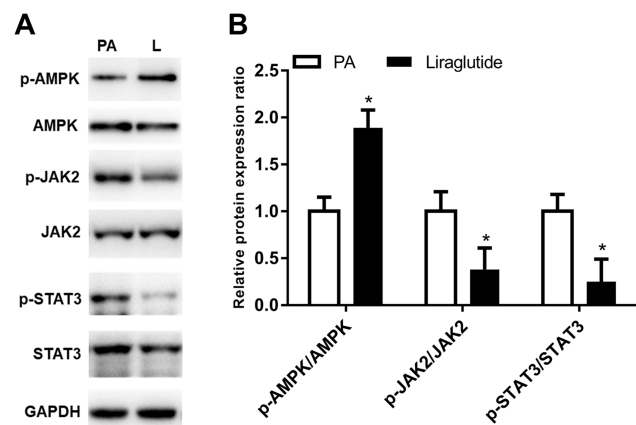 A
PA L
p-AMPK
AMPK
p-JAK2
JAK2
p-STAT3
STAT3
GAPDH
B
PA Liraglutide
Relative protein expression ratio
2.5
2.0
1.5
1.0
0.5
0.0
*
*
*
p-AMPK/AMPK
p-JAK2/JAK2
p-STAT3/STAT3